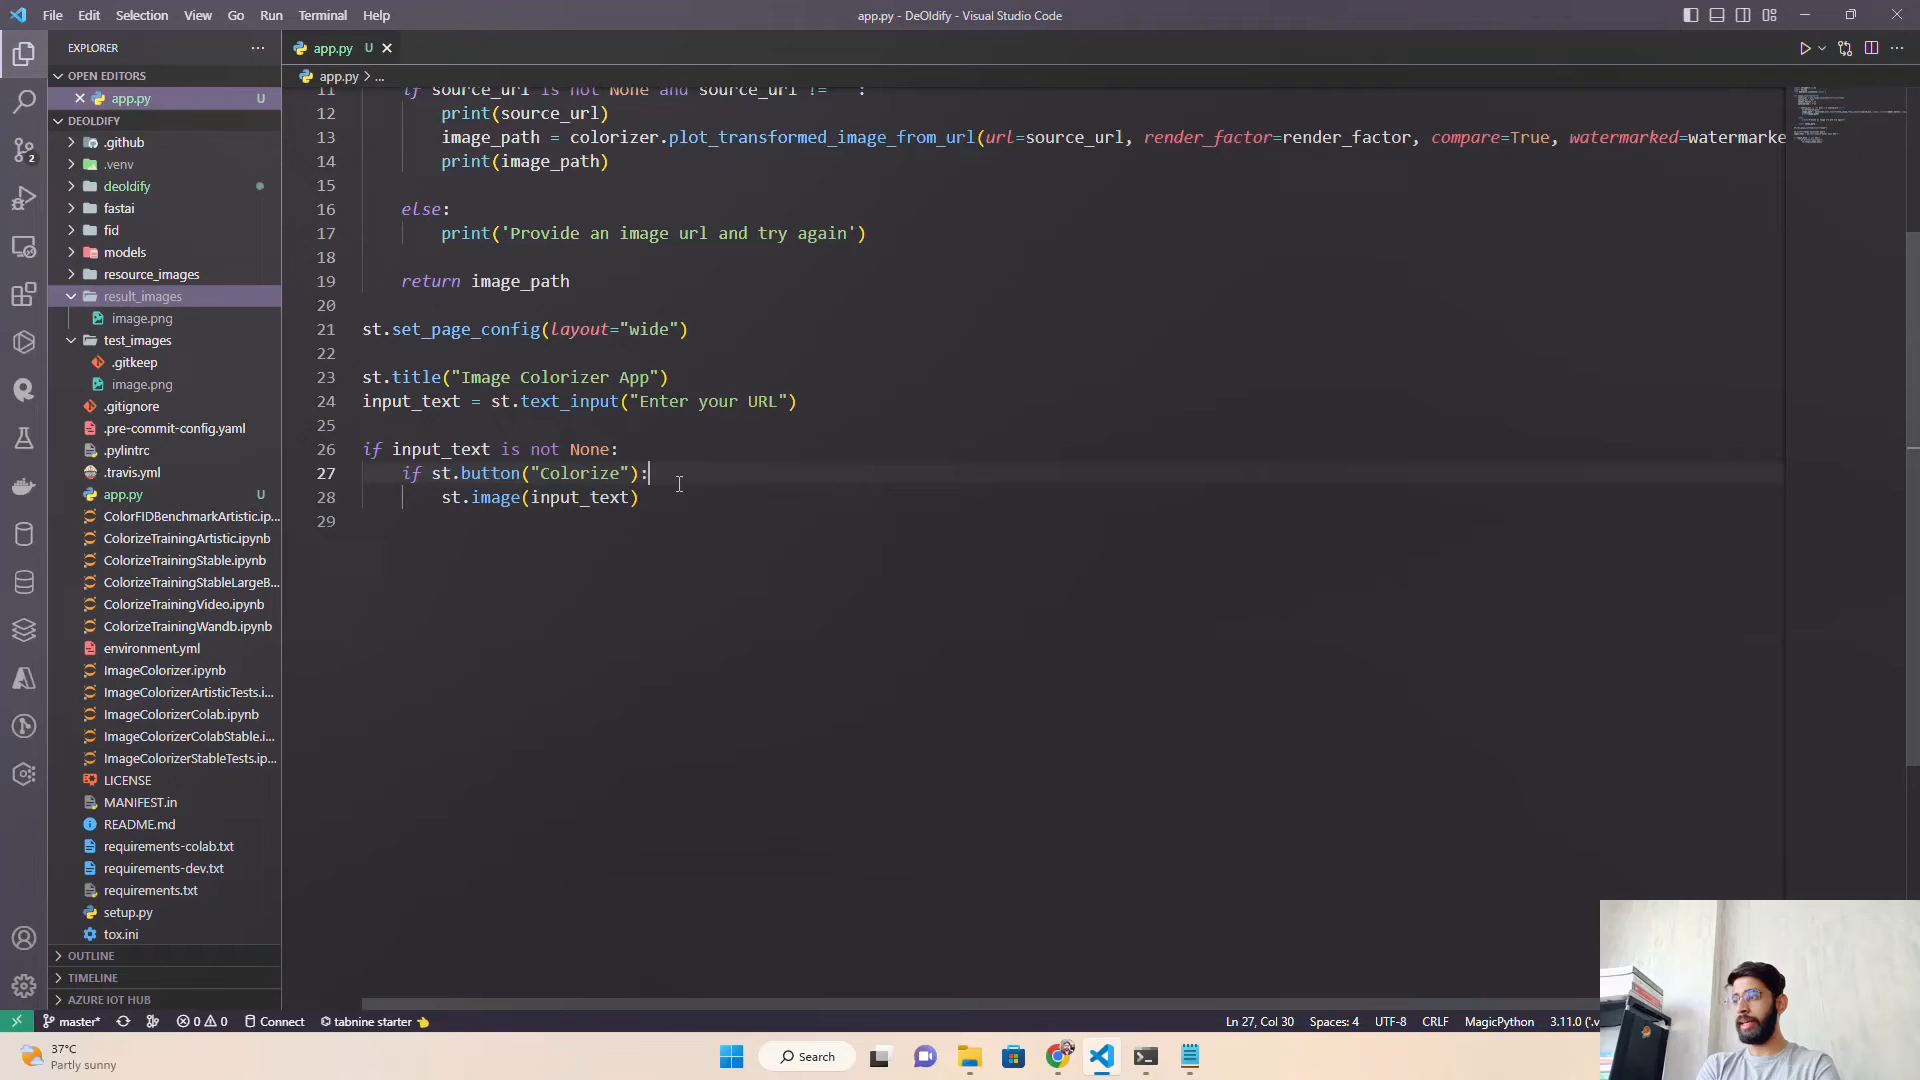 File Edit Selection View Go Run Terminal Help
app.py - DeOldify - Visual Studio Code
EXPLORER
OPEN EDITORS
app.py U
DEOLDIFY
.github
.venv
deoldify
fastai
fid
models
resource_images
result_images
image.png
test_images
.gitkeep
image.png
.gitignore
.pre-commit-config.yaml
.pylintrc
.travis.yml
app.py U
ColorFIDBenchmarkArtistic.ip...
ColorizeTrainingArtistic.ipynb
ColorizeTrainingStable.ipynb
ColorizeTrainingStableLargeB...
ColorizeTrainingVideo.ipynb
ColorizeTrainingWandb.ipynb
environment.yml
ImageColorizer.ipynb
ImageColorizerArtisticTests.i...
ImageColorizerColab.ipynb
ImageColorizerColabStable.i...
ImageColorizerStableTests.ip...
LICENSE
MANIFEST.in
README.md
requirements-colab.txt
requirements-dev.txt
requirements.txt
setup.py
tox.ini
OUTLINE
TIMELINE
AZURE IOT HUB
2
app.py U
app.py > ...
11 if source_url is not None and source_url != :
12 print(source_url)
13 image_path = colorizer.plot_transformed_image_from_url(url=source_url, render_factor=render_factor, compare=True, watermarked=watermarke
14 print(image_path)
15
16 else:
17 print('Provide an image url and try again')
18
19 return image_path
20
21 st.set_page_config(layout="wide")
22
23 st.title("Image Colorizer App")
24 input_text = st.text_input("Enter your URL")
25
26 if input_text is not None:
27 if st.button("Colorize"):
28 st.image(input_text)
29
master* 0 0 Connect tabnine starter
Ln 27, Col 30 Spaces: 4 UTF-8 CRLF MagicPython 3.11.0 ('.v
37°C
Partly sunny
Search